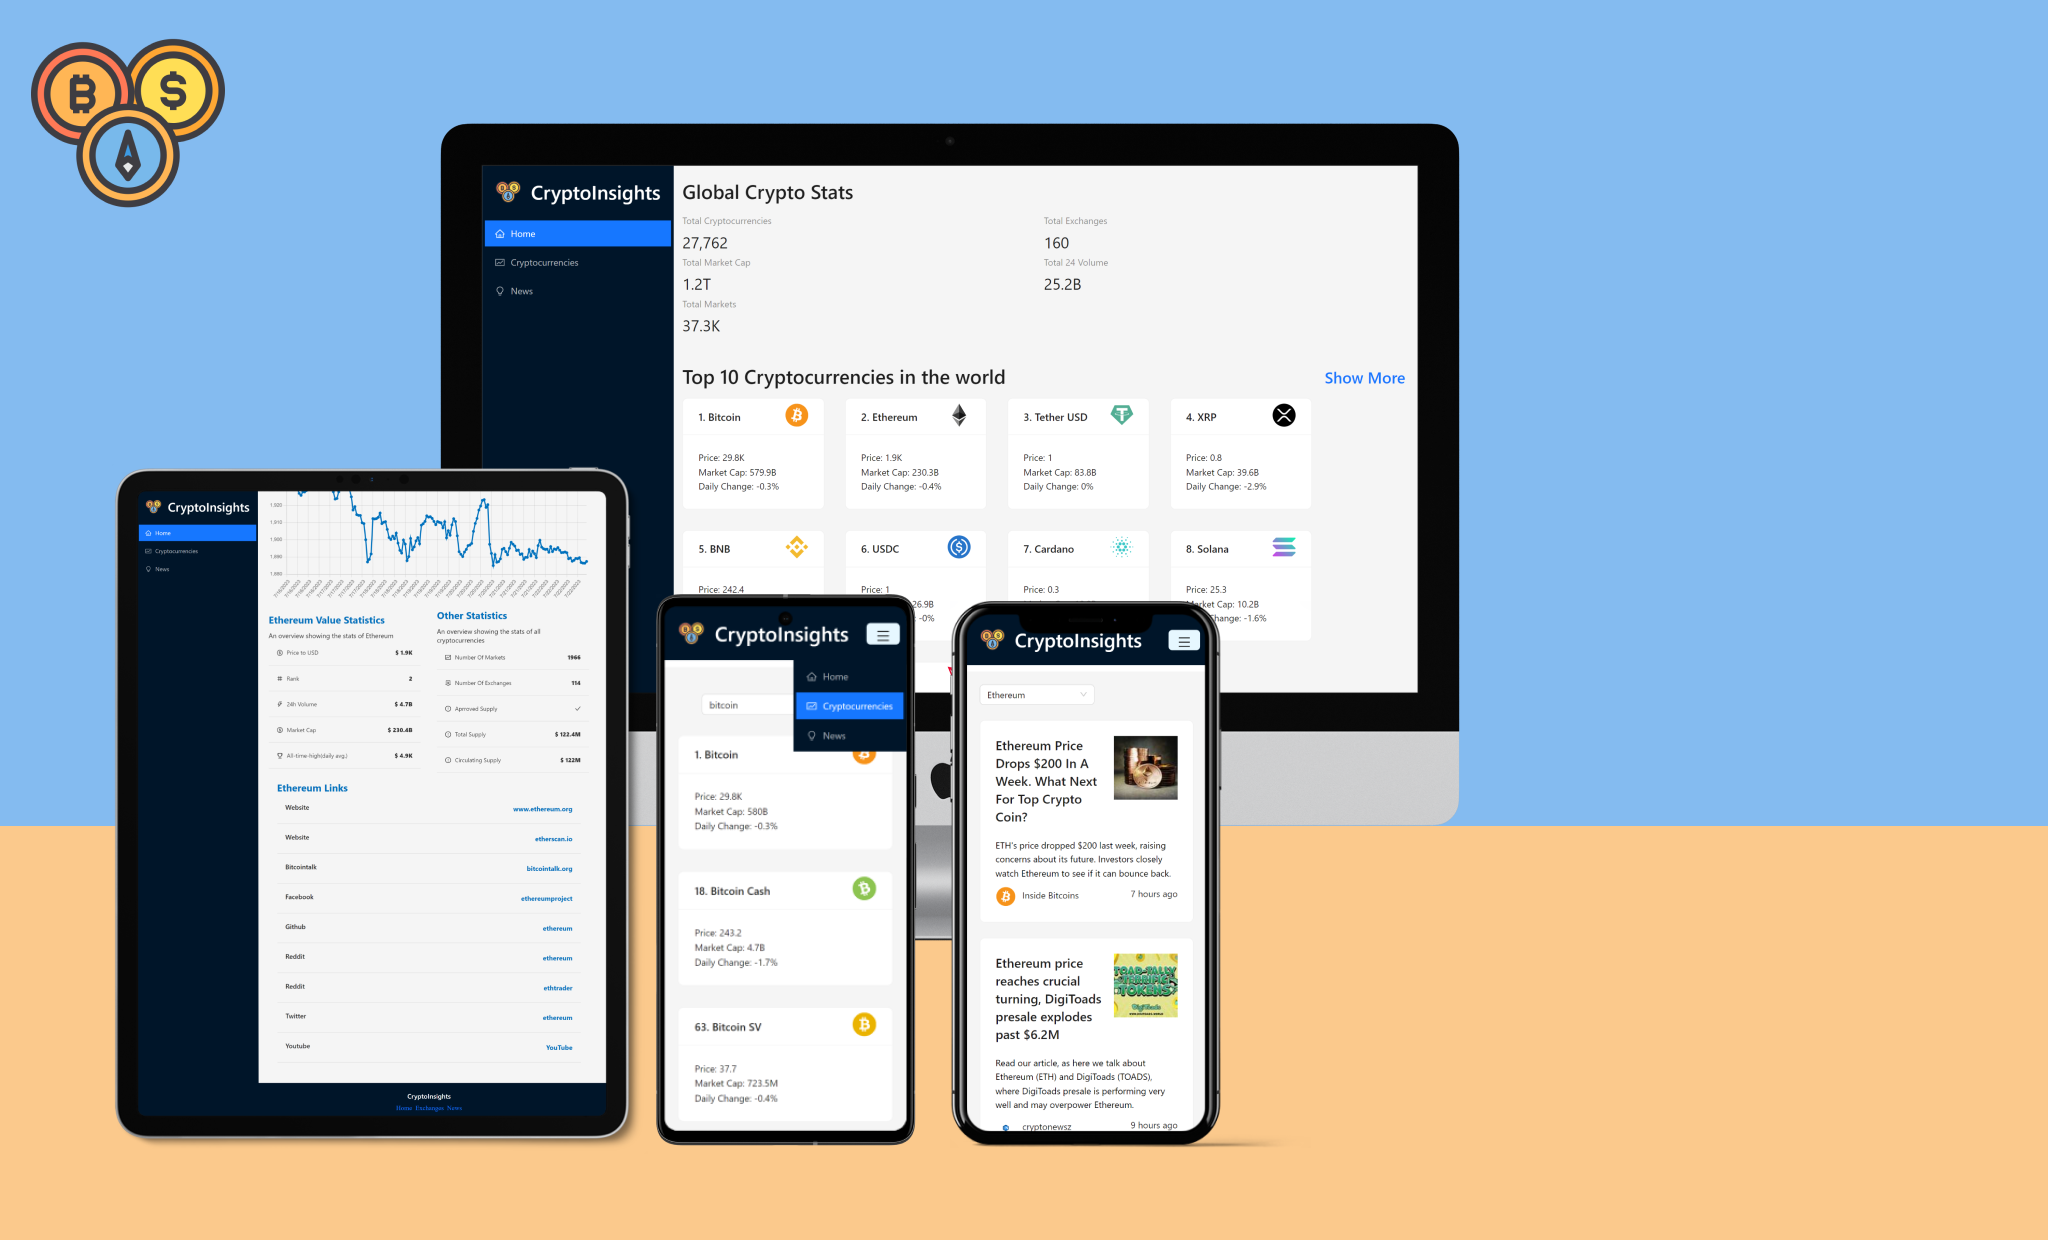 CryptoInsights
Home
Cryptocurrencies
News
Global Crypto Stats
Total Cryptocurrencies
27,762
Total Exchanges
160
Total Market Cap
1.2T
Total 24 Volume
25.2B
Total Markets
37.3K
Top 10 Cryptocurrencies in the world
Show More
1. Bitcoin
Price: 29.8K
Market Cap: 579.9B
Daily Change: -0.3%
2. Ethereum
Price: 1.9K
Market Cap: 230.3B
Daily Change: -0.4%
3. Tether USD
Price: 1
Market Cap: 83.8B
Daily Change: 0%
4. XRP
Price: 0.8
Market Cap: 39.6B
Daily Change: -2.9%
5. BNB
Price: 242.4
6. USDC
Price: 1
26.9B
-0%
7. Cardano
Price: 0.3
8. Solana
Price: 25.3
Market Cap: 10.2B
Change: -1.6%
CryptoInsights
Home
Cryptocurrencies
News
1,920
1,910
1,900
1,890
1,880
Ethereum Value Statistics
An overview showing the stats of Ethereum
Price to USD $ 1.9K
Rank 2
24h Volume $ 4.7B
Market Cap $ 230.4B
All-time-high(daily avg.) $ 4.9K
Other Statistics
An overview showing the stats of all
cryptocurrencies
Number Of Markets 1966
Number Of Exchanges 114
Aprroved Supply
Total Supply $ 122.4M
Circulating Supply $ 122M
Ethereum Links
Website www.ethereum.org
Website etherscan.io
Bitcointalk bitcointalk.org
Facebook ethereumproject
Github ethereum
Reddit ethereum
Reddit ethtrader
Twitter ethereum
Youtube YouTube
CryptoInsights
Home Exchanges News
CryptoInsights
Home
Cryptocurrencies
News
bitcoin
1. Bitcoin
Price: 29.8K
Market Cap: 580B
Daily Change: -0.3%
18. Bitcoin Cash
Price: 243.2
Market Cap: 4.7B
Daily Change: -1.7%
63. Bitcoin SV
Price: 37.7
Market Cap: 723.5M
Daily Change: -0.4%
CryptoInsights
Ethereum
Ethereum Price
Drops $200 In A
Week. What Next
For Top Crypto
Coin?
ETH's price dropped $200 last week, raising
concerns about its future. Investors closely
watch Ethereum to see if it can bounce back.
Inside Bitcoins
7 hours ago
Ethereum price
reaches crucial
turning, DigiToads
presale explodes
past $6.2M
TOAD-TALLY
TERRIFIC
TOKENS
DigiToads
Read our article, as here we talk about
Ethereum (ETH) and DigiToads (TOADS),
where DigiToads presale is performing very
well and may overpower Ethereum.
cryptonewsz
9 hours ago